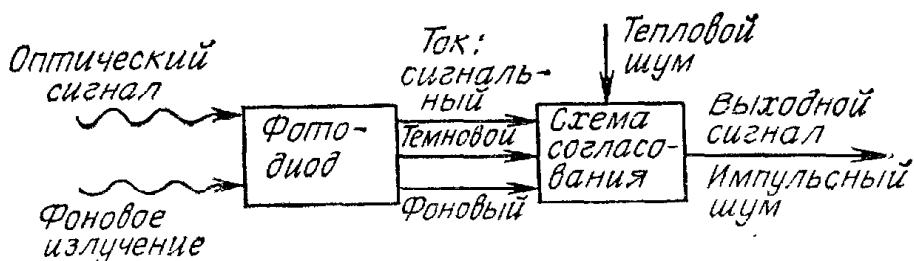 Оптический
сигнал
Фоновое
излучение
Фото-
диод
Ток:
сигналь-
ный
Темновой
Фоновый
Тепловой
шум
Схема
согласо-
вания
Выходной
сигнал
Импульсный
шум